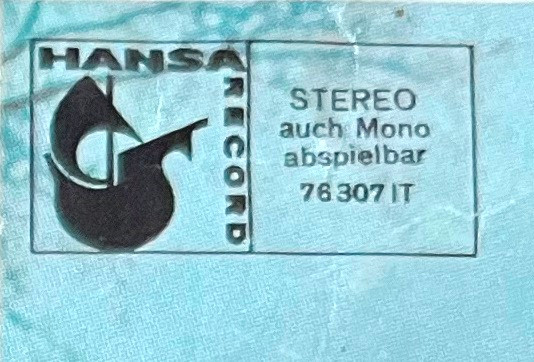 HANSA
RECORD
STEREO
auch Mono
abspielbar
76 307 IT